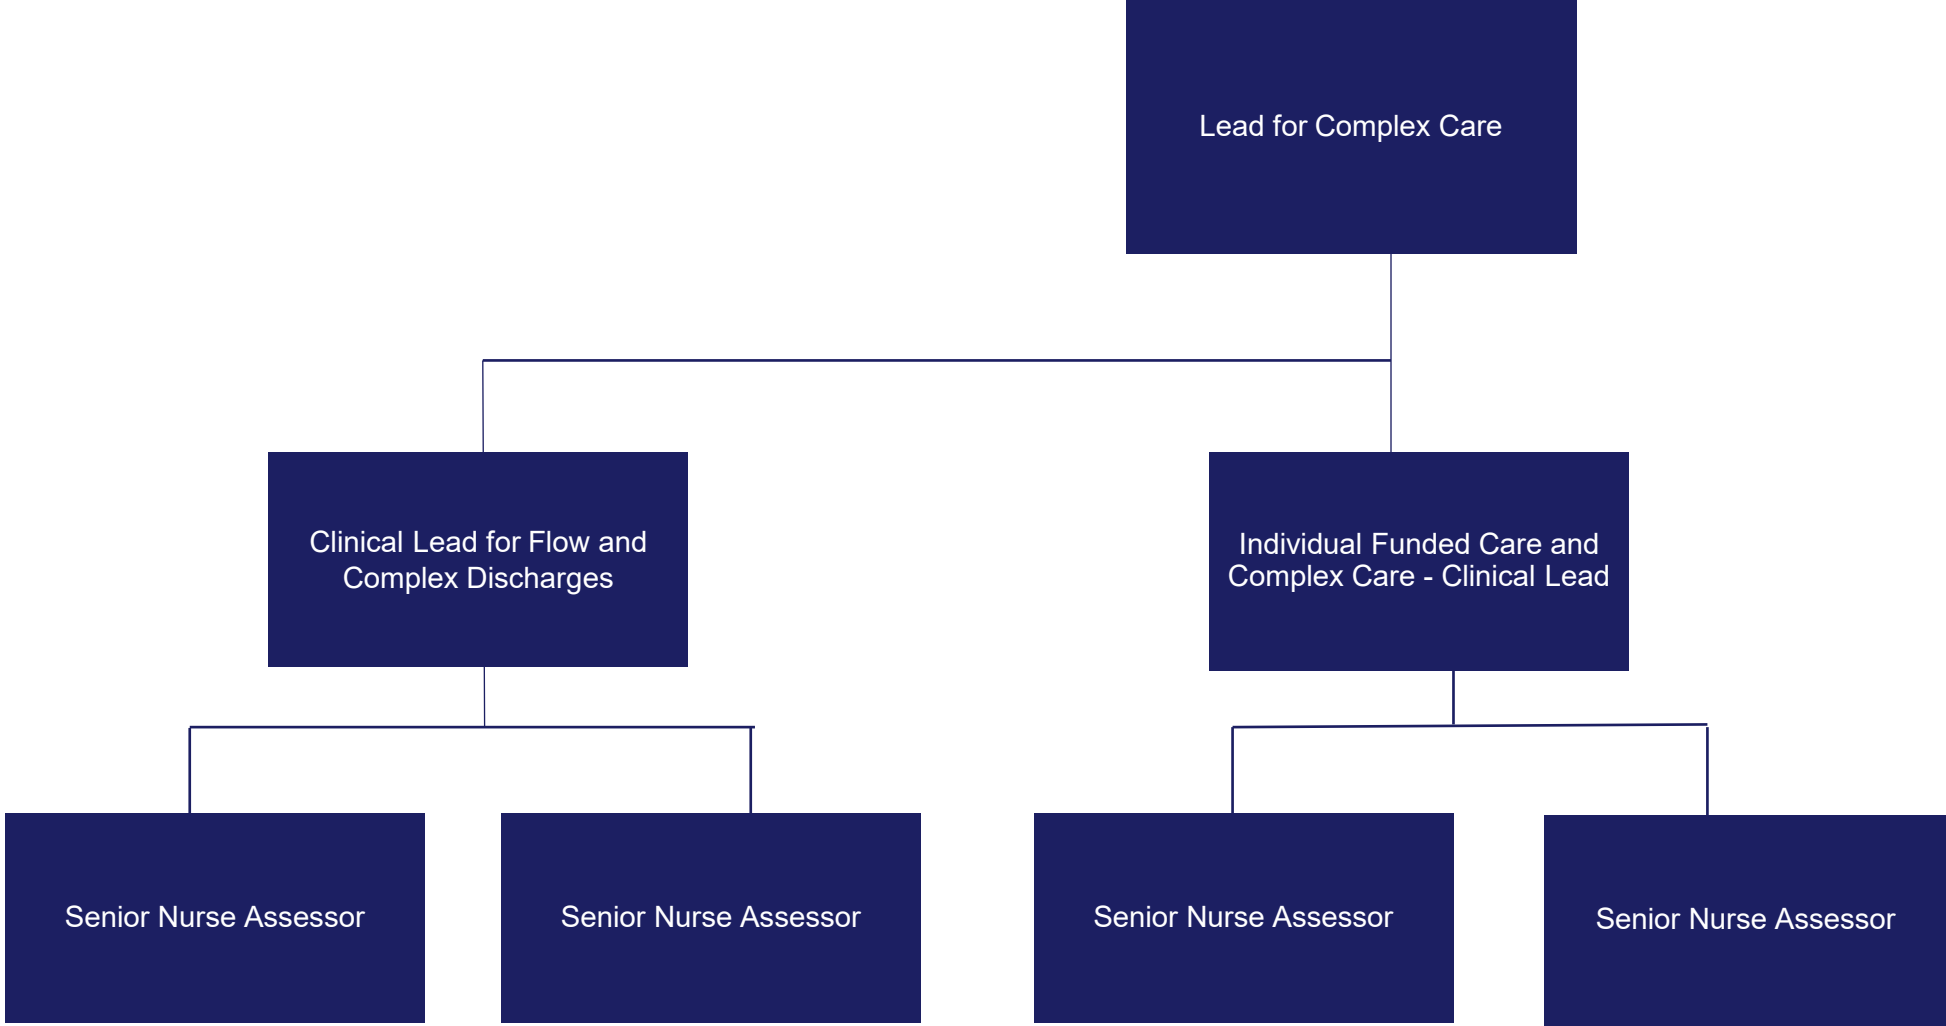 Lead for Complex Care
Clinical Lead for Flow and
Complex Discharges
Individual Funded Care and
Complex Care - Clinical Lead
Senior Nurse Assessor
Senior Nurse Assessor
Senior Nurse Assessor
Senior Nurse Assessor